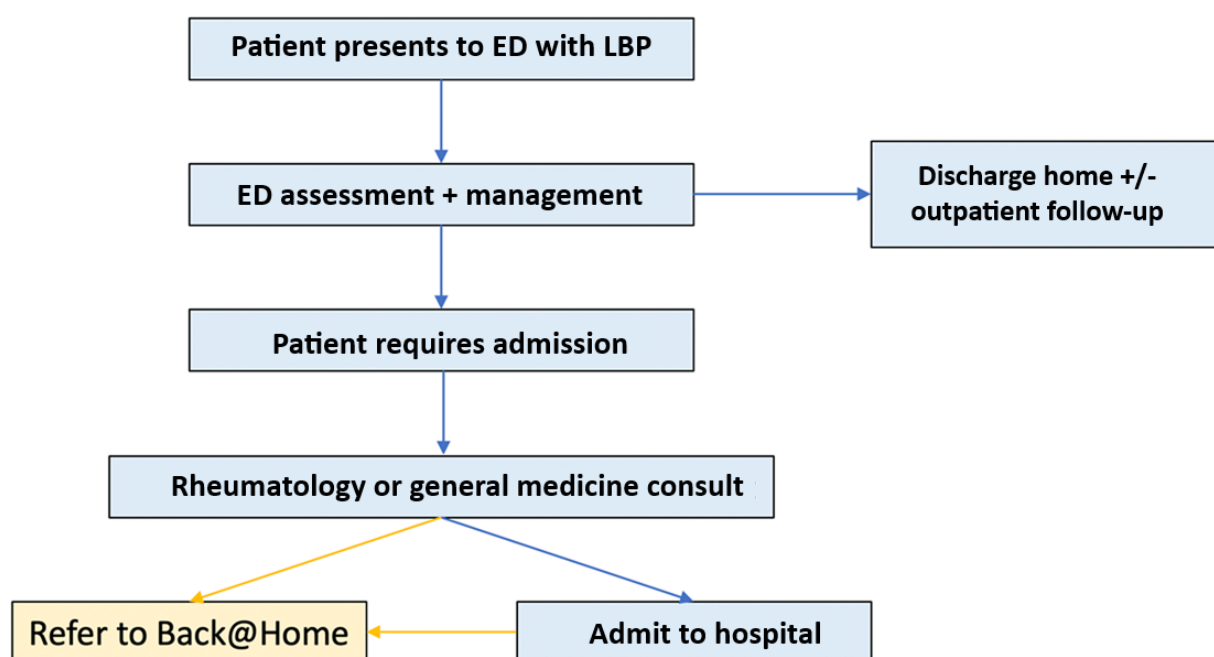 Patient presents to ED with LBP
ED assessment + management
Discharge home +/-
outpatient follow-up
Patient requires admission
Rheumatology or general medicine consult
Refer to Back@Home
Admit to hospital